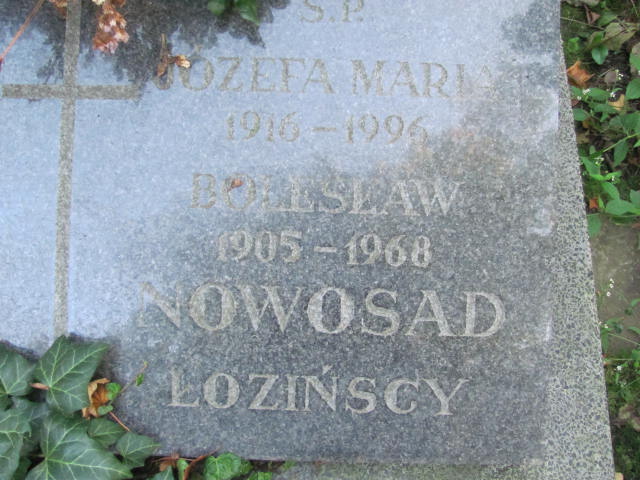 Ś.P.
JÓZEFA MARIA
1916 – 1996
BOLESŁAW
1905 – 1968
NOWOSAD
ŁOZIŃSCY